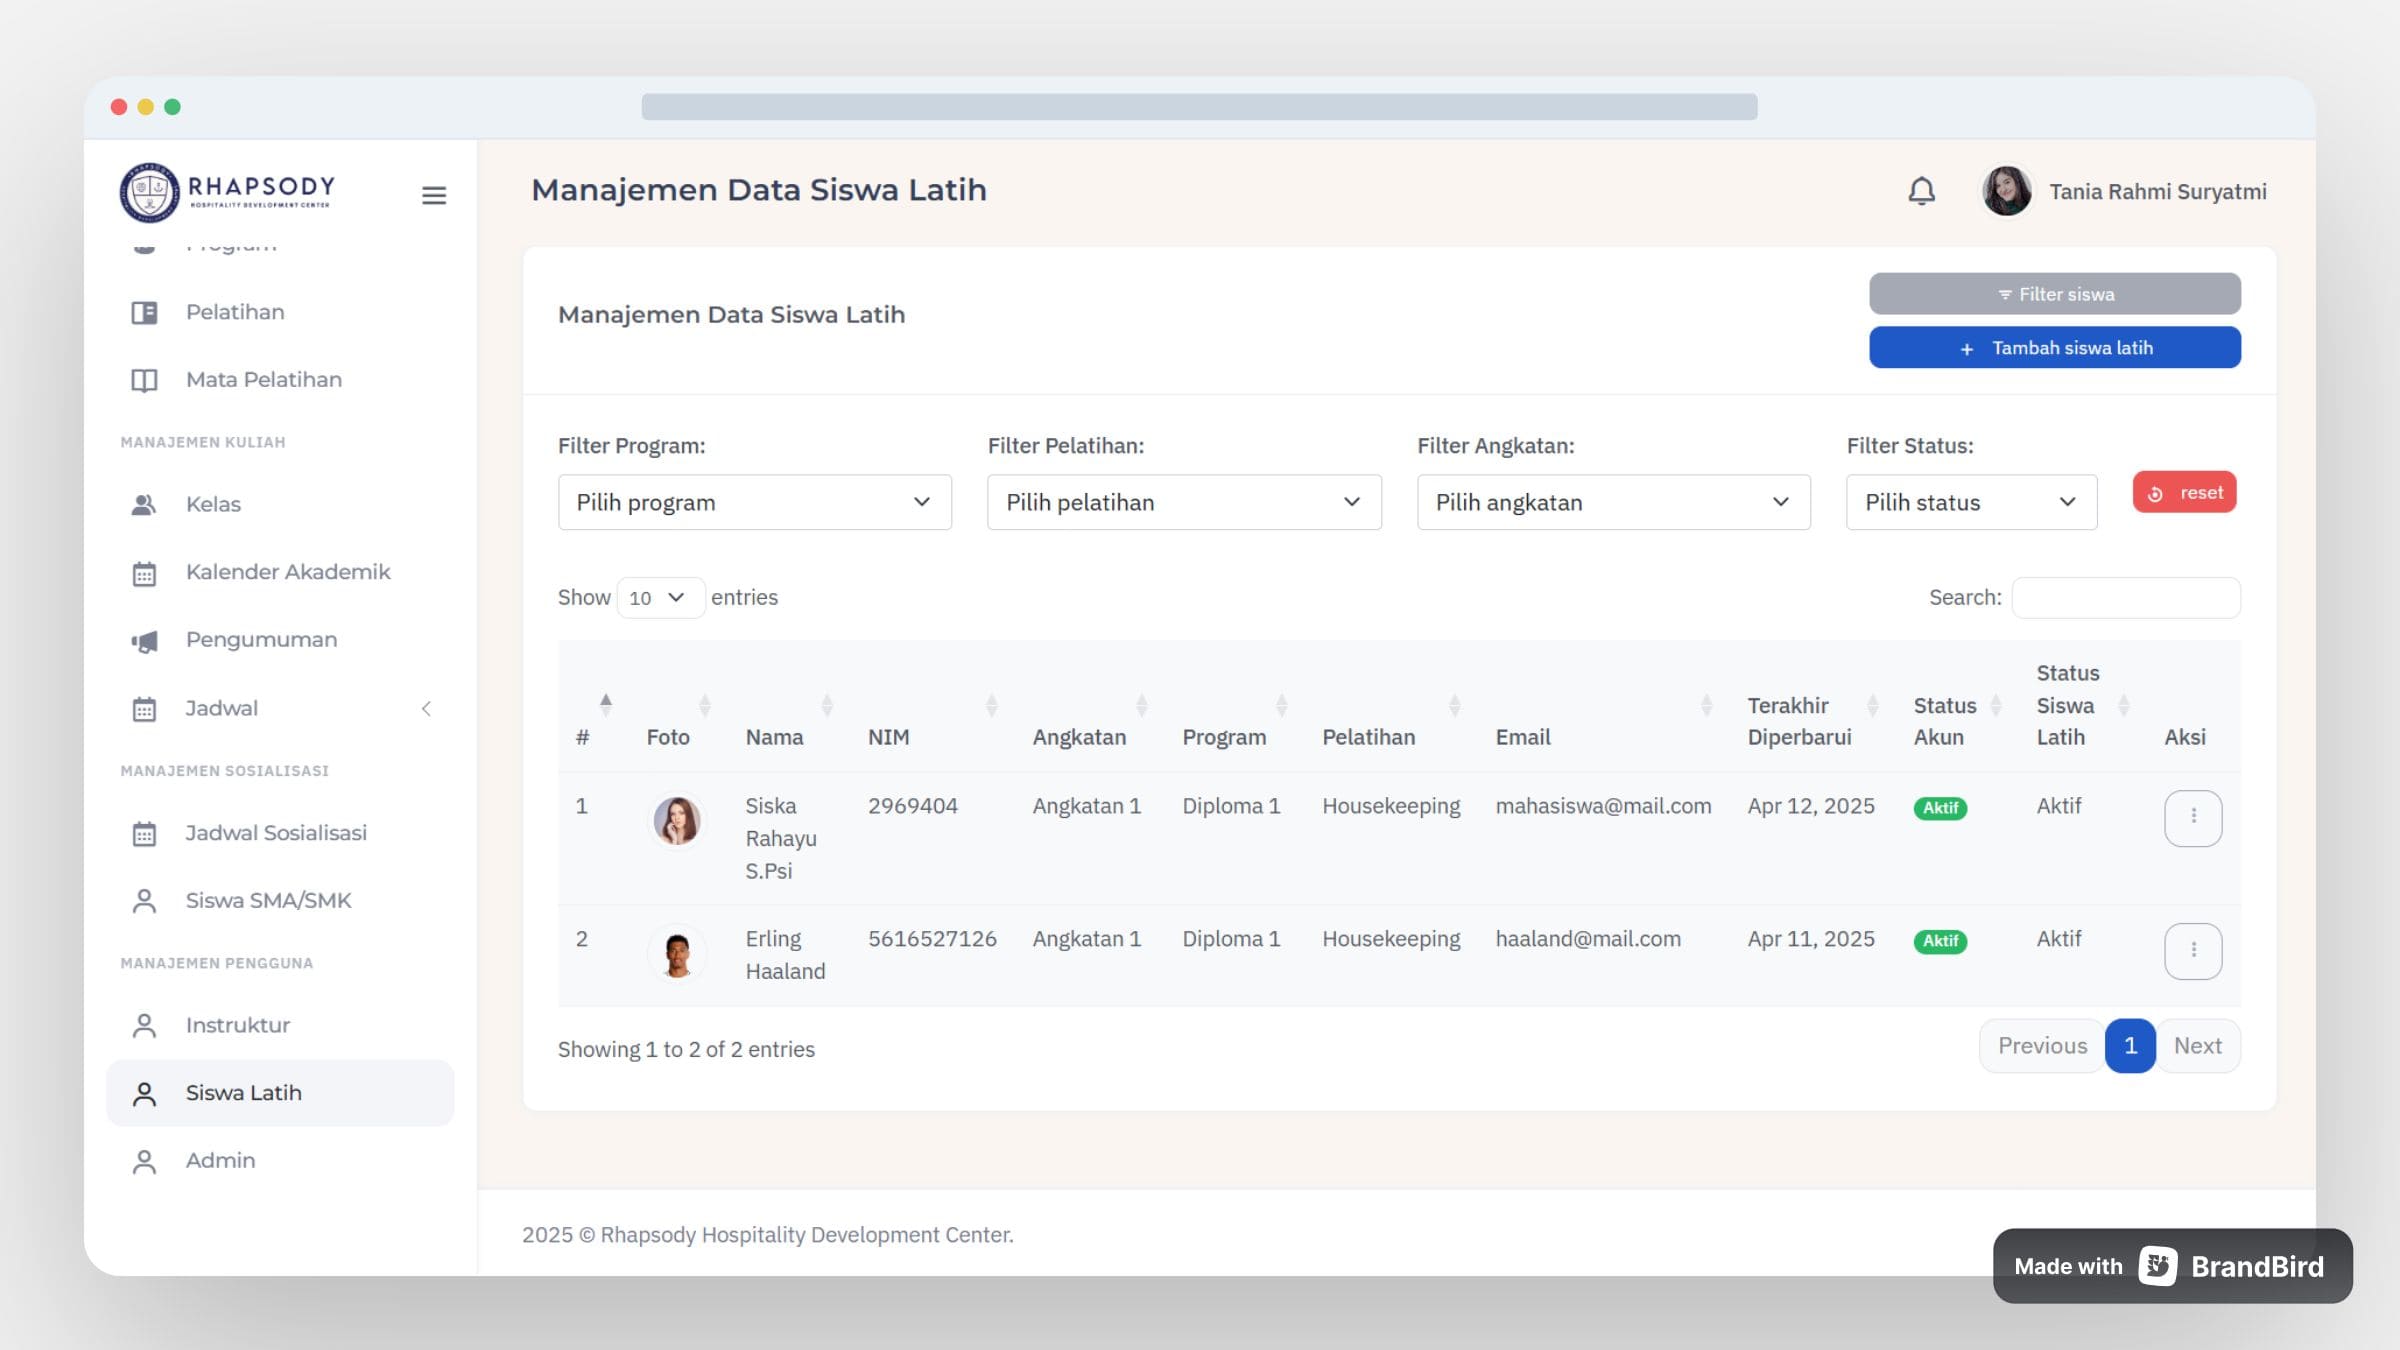 RHAPSODY
HOSPITALITY DEVELOPMENT CENTER
Program
Pelatihan
Mata Pelatihan
MANAJEMEN KULIAH
Kelas
Kalender Akademik
Pengumuman
Jadwal
MANAJEMEN SOSIALISASI
Jadwal Sosialisasi
Siswa SMA/SMK
MANAJEMEN PENGGUNA
Instruktur
Siswa Latih
Admin
Manajemen Data Siswa Latih
Tania Rahmi Suryatmi
Manajemen Data Siswa Latih
Filter siswa
+ Tambah siswa latih
Filter Program: Filter Pelatihan: Filter Angkatan: Filter Status:
Pilih program Pilih pelatihan Pilih angkatan Pilih status reset
Show 10 entries Search:
# Foto Nama NIM Angkatan Program Pelatihan Email Terakhir Diperbarui Status Akun Status Siswa Latih Aksi
1 Siska Rahayu S.Psi 2969404 Angkatan 1 Diploma 1 Housekeeping mahasiswa@mail.com Apr 12, 2025 Aktif Aktif
2 Erling Haaland 5616527126 Angkatan 1 Diploma 1 Housekeeping haaland@mail.com Apr 11, 2025 Aktif Aktif
Showing 1 to 2 of 2 entries Previous 1 Next
2025 © Rhapsody Hospitality Development Center.
Made with BrandBird